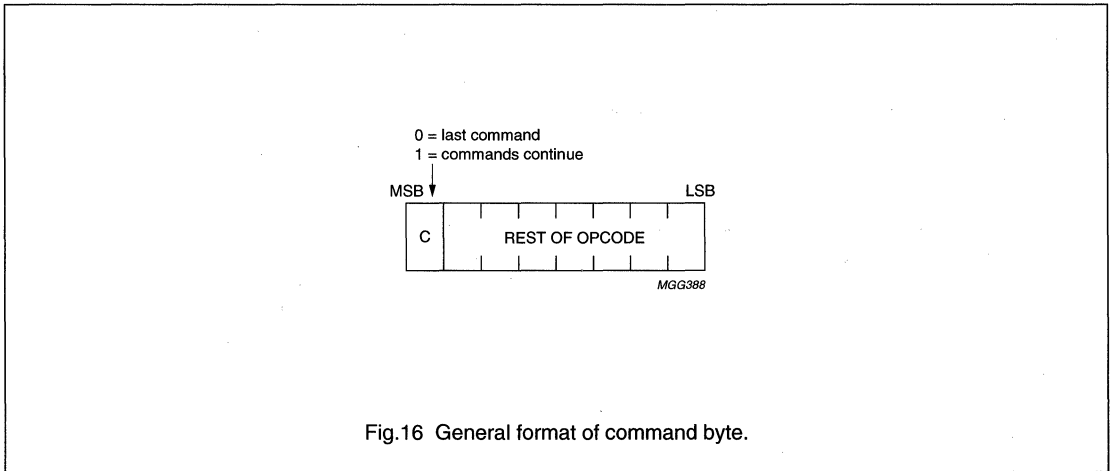 0 = last command
1 = commands continue
MSB
LSB
C
REST OF OPCODE
MGG388
Fig.16 General format of command byte.